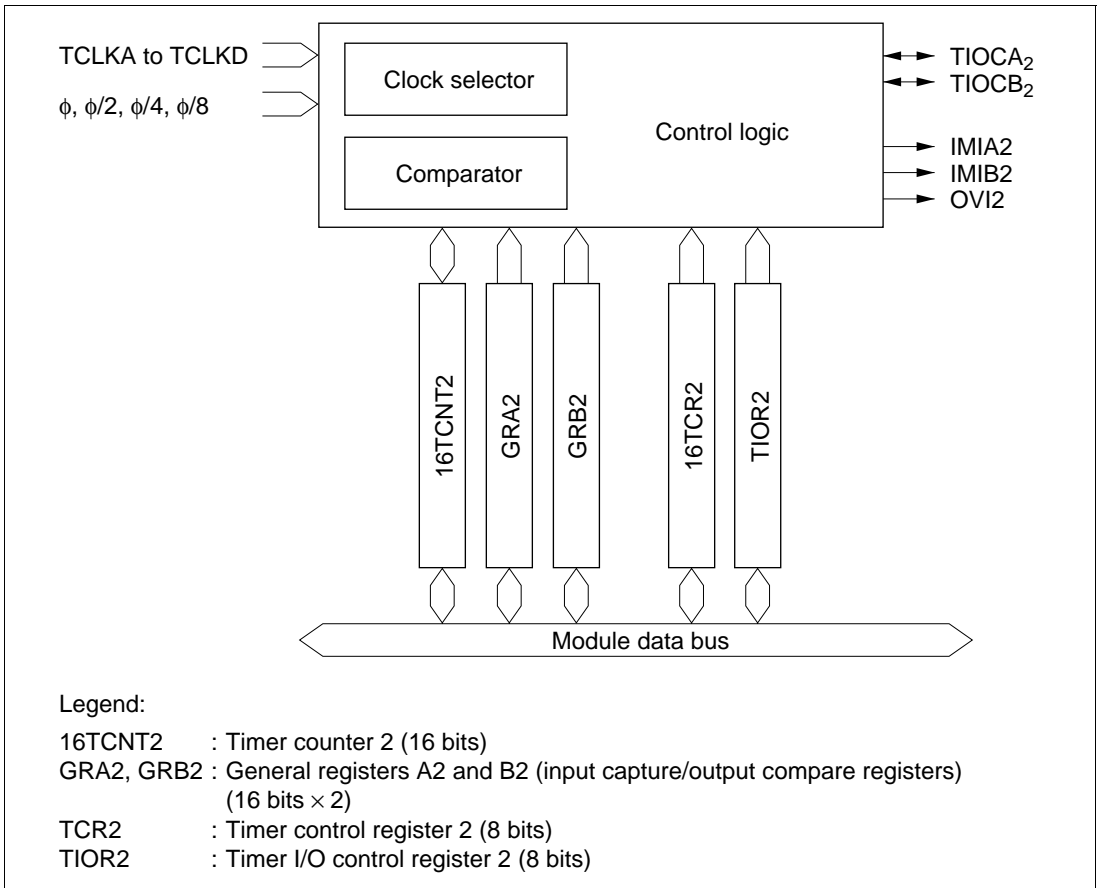 TCLKA to TCLKD
ϕ, ϕ/2, ϕ/4, ϕ/8
Clock selector
Comparator
Control logic
TIOCA2
TIOCB2
IMIA2
IMIB2
OVI2
16TCNT2
GRA2
GRB2
16TCR2
TIOR2
Module data bus
Legend:
16TCNT2 : Timer counter 2 (16 bits)
GRA2, GRB2 : General registers A2 and B2 (input capture/output compare registers)
(16 bits × 2)
TCR2 : Timer control register 2 (8 bits)
TIOR2 : Timer I/O control register 2 (8 bits)